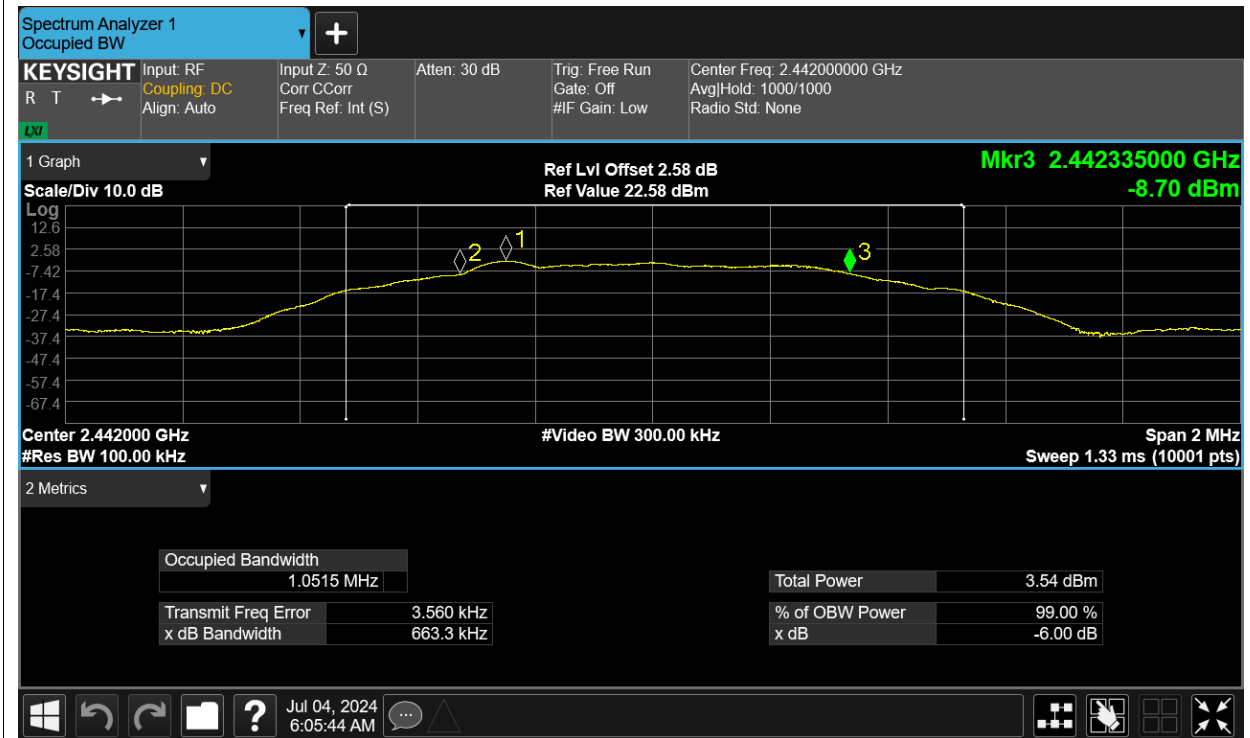 Spectrum Analyzer 1
Occupied BW
KEYSIGHT
R T
LXI
Input: RF
Coupling: DC
Align: Auto
Input Z: 50 Ω
Corr CCorr
Freq Ref: Int (S)
Atten: 30 dB
Trig: Free Run
Gate: Off
#IF Gain: Low
Center Freq: 2.442000000 GHz
Avg|Hold: 1000/1000
Radio Std: None
1 Graph
Scale/Div 10.0 dB
Ref Lvl Offset 2.58 dB
Ref Value 22.58 dBm
Mkr3 2.442335000 GHz
-8.70 dBm
Log
12.6
2.58
-7.42
-17.4
-27.4
-37.4
-47.4
-57.4
-67.4
2
1
3
Center 2.442000 GHz
#Res BW 100.00 kHz
#Video BW 300.00 kHz
Span 2 MHz
Sweep 1.33 ms (10001 pts)
2 Metrics
Occupied Bandwidth
1.0515 MHz
Transmit Freq Error 3.560 kHz
x dB Bandwidth 663.3 kHz
Total Power 3.54 dBm
% of OBW Power 99.00 %
x dB -6.00 dB
?
Jul 04, 2024
6:05:44 AM